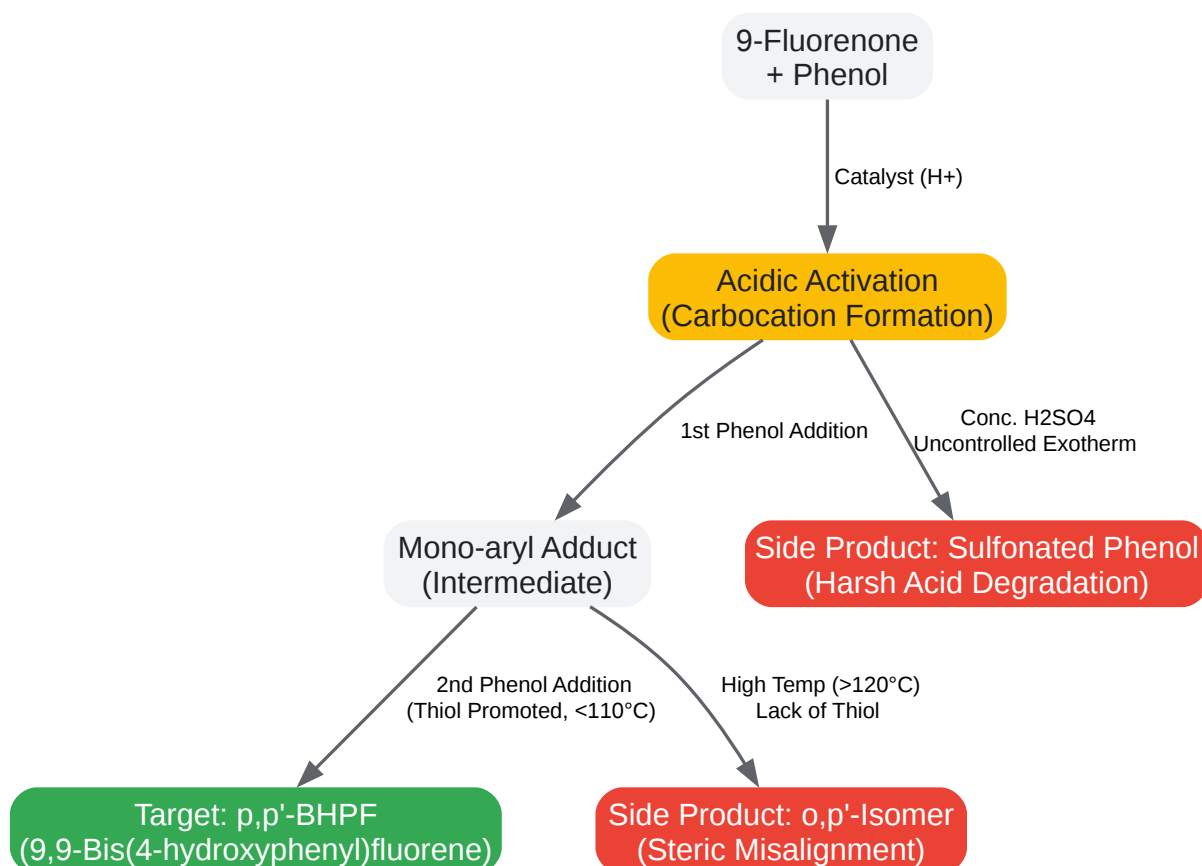 9-Fluorenone
+ Phenol
Catalyst (H+)
Acidic Activation
(Carbocation Formation)
1st Phenol Addition
Conc. H2SO4
Uncontrolled Exotherm
Mono-aryl Adduct
(Intermediate)
Side Product: Sulfonated Phenol
(Harsh Acid Degradation)
2nd Phenol Addition
(Thiol Promoted, <110°C)
High Temp (>120°C)
Lack of Thiol
Target: p,p'-BHPF
(9,9-Bis(4-hydroxyphenyl)fluorene)
Side Product: o,p'-Isomer
(Steric Misalignment)